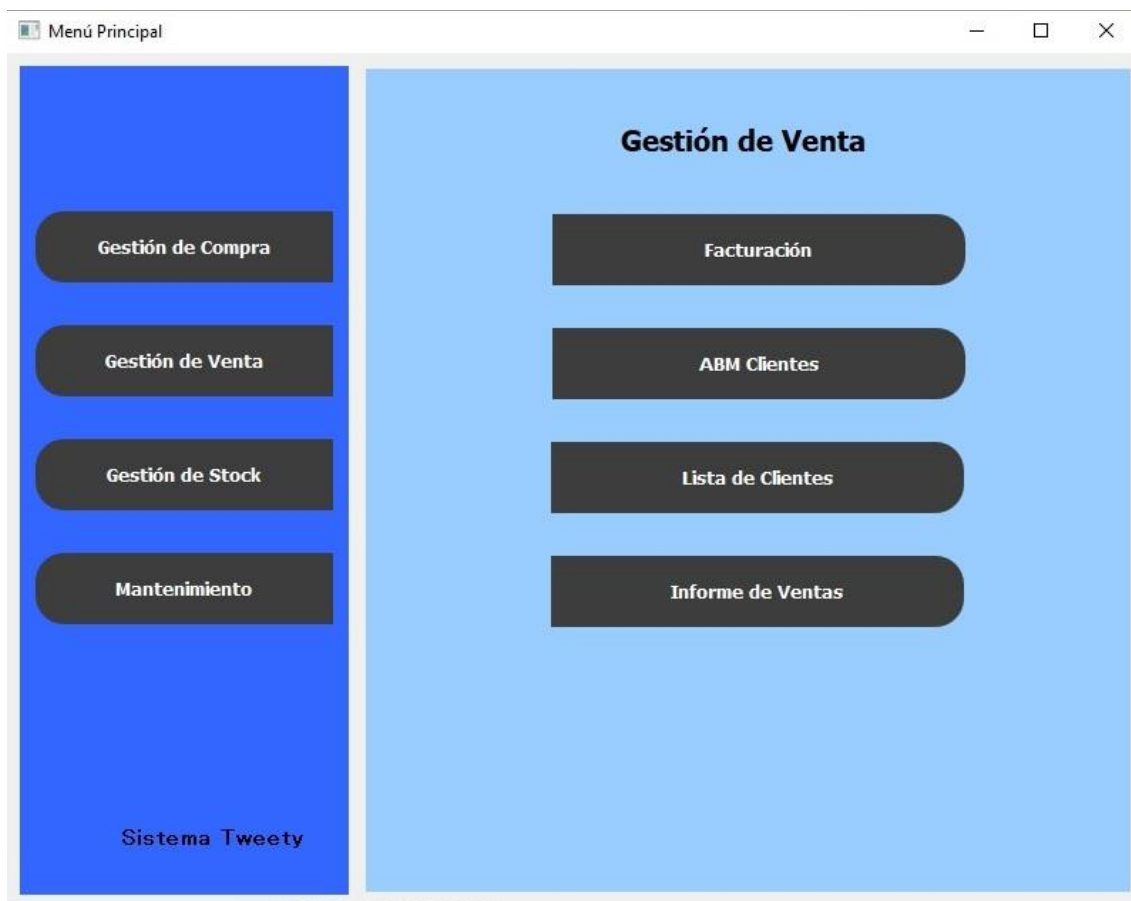 Menú Principal
Gestión de Compra
Gestión de Venta
Gestión de Stock
Mantenimiento
Sistema Tweety
Gestión de Venta
Facturación
ABM Clientes
Lista de Clientes
Informe de Ventas